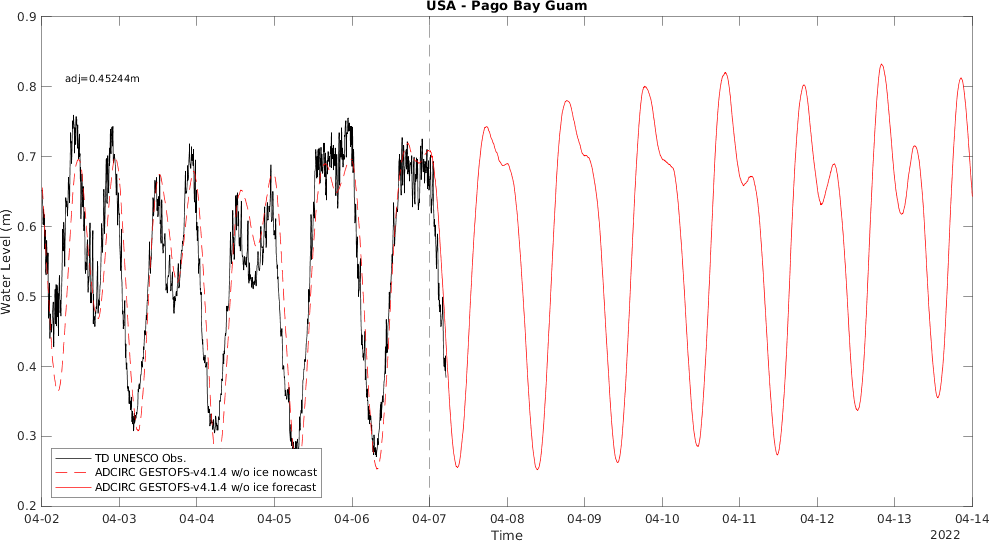 USA - Pago Bay Guam
0.9
0.8
0.7
0.6
0.5
0.4
0.3
0.2
Water Level (m)
adj=0.45244m
TD UNESCO Obs.
ADCIRC GESTOFS-v4.1.4 w/o ice nowcast
ADCIRC GESTOFS-v4.1.4 w/o ice forecast
04-02 04-03 04-04 04-05 04-06 04-07 04-08 04-09 04-10 04-11 04-12 04-13 04-14
Time
2022